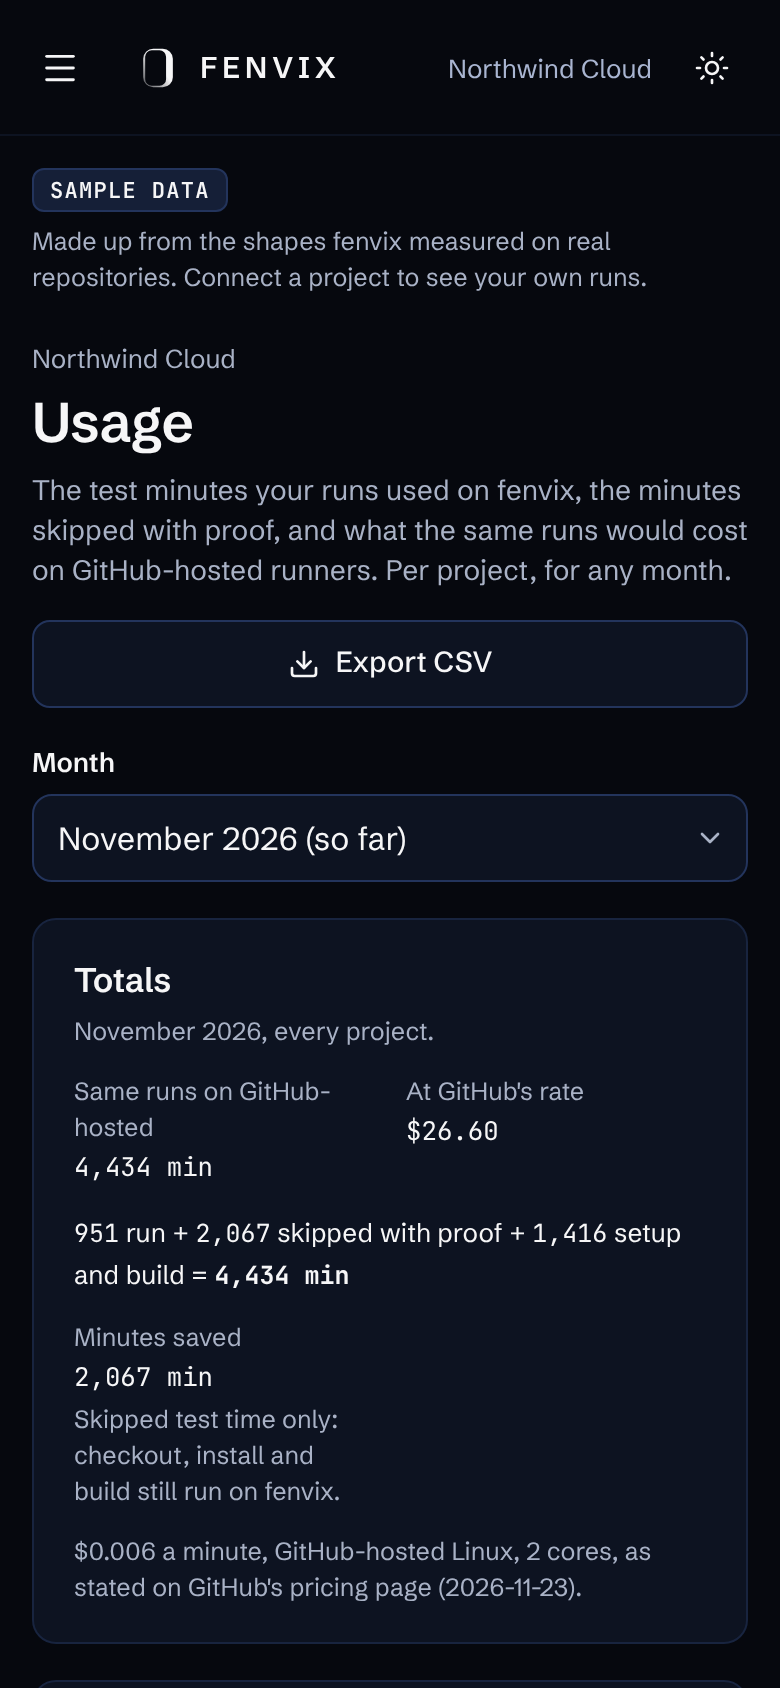 FENVIX
Northwind Cloud
SAMPLE DATA
Made up from the shapes fenvix measured on real
repositories. Connect a project to see your own runs.
Northwind Cloud
Usage
The test minutes your runs used on fenvix, the minutes
skipped with proof, and what the same runs would cost
on GitHub-hosted runners. Per project, for any month.
Export CSV
Month
November 2026 (so far)
Totals
November 2026, every project.
Same runs on GitHub-
hosted
4,434 min
At GitHub's rate
$26.60
951 run + 2,067 skipped with proof + 1,416 setup
and build = 4,434 min
Minutes saved
2,067 min
Skipped test time only:
checkout, install and
build still run on fenvix.
$0.006 a minute, GitHub-hosted Linux, 2 cores, as
stated on GitHub's pricing page (2026-11-23).